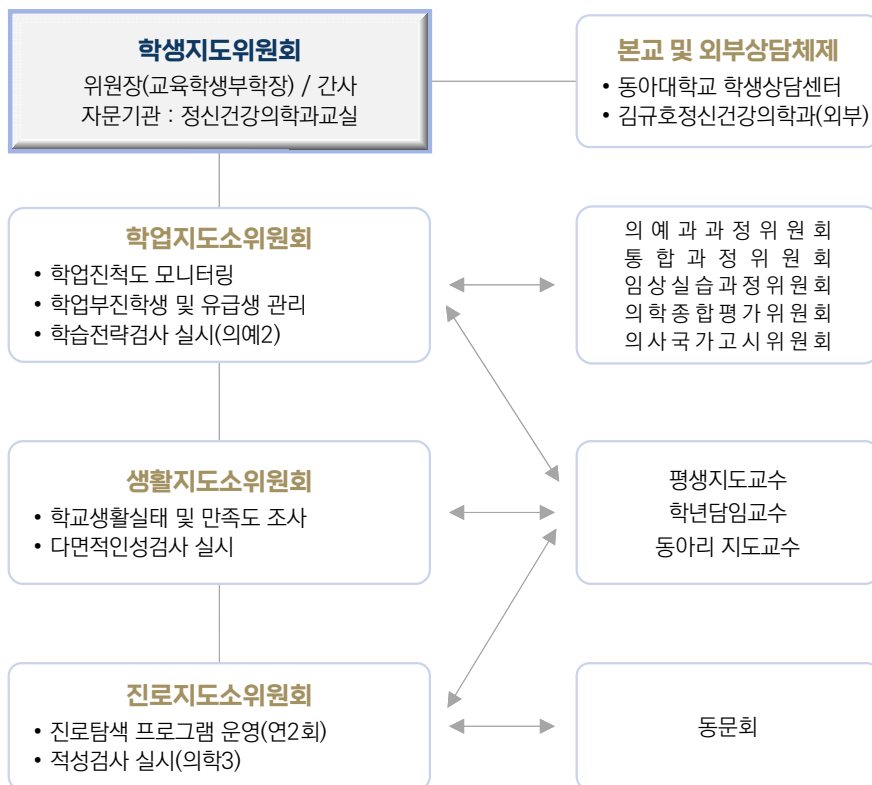 학생지도위원회
위원장(교육학생부학장) / 간사
자문기관 : 정신건강의학과교실
본교 및 외부상담체제
• 동아대학교 학생상담센터
• 김규호정신건강의학과(외부)
학업지도소위원회
• 학업진척도 모니터링
• 학업부진학생 및 유급생 관리
• 학습전략검사 실시(의예2)
의예과과정위원회
통합과정위원회
임상실습과정위원회
의학종합평가위원회
의사국가고시위원회
생활지도소위원회
• 학교생활실태 및 만족도 조사
• 다면적인성검사 실시
평생지도교수
학년담임교수
동아리 지도교수
진로지도소위원회
• 진로탐색 프로그램 운영(연2회)
• 적성검사 실시(의학3)
동문회